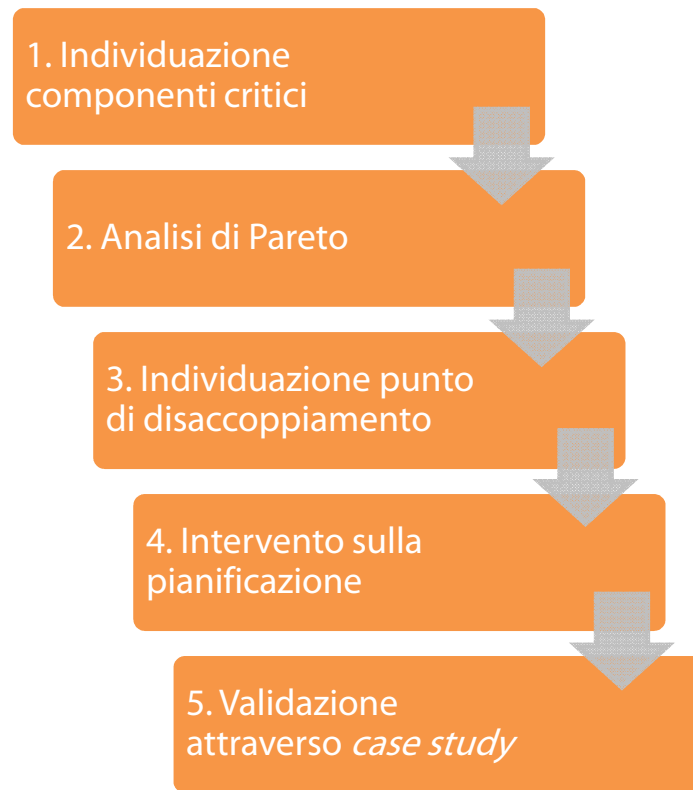 1. Individuazione
componenti critici
2. Analisi di Pareto
3. Individuazione punto
di disaccoppiamento
4. Intervento sulla
pianificazione
5. Validazione
attraverso case study